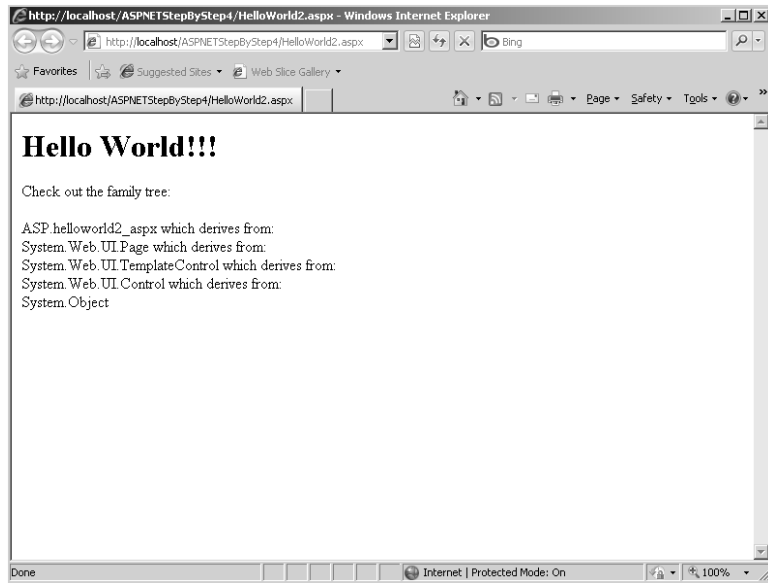 http://localhost/ASPNETStepByStep4/HelloWorld2.aspx - Windows Internet Explorer
http://localhost/ASPNETStepByStep4/HelloWorld2.aspx
Bing
Favorites
Suggested Sites
Web Slice Gallery
http://localhost/ASPNETStepByStep4/HelloWorld2.aspx
Page
Safety
Tools
Hello World!!!
Check out the family tree:
ASP.helloworld2_aspx which derives from:
System.Web.UI.Page which derives from:
System.Web.UI.TemplateControl which derives from:
System.Web.UI.Control which derives from:
System.Object
Done
Internet | Protected Mode: On
100%